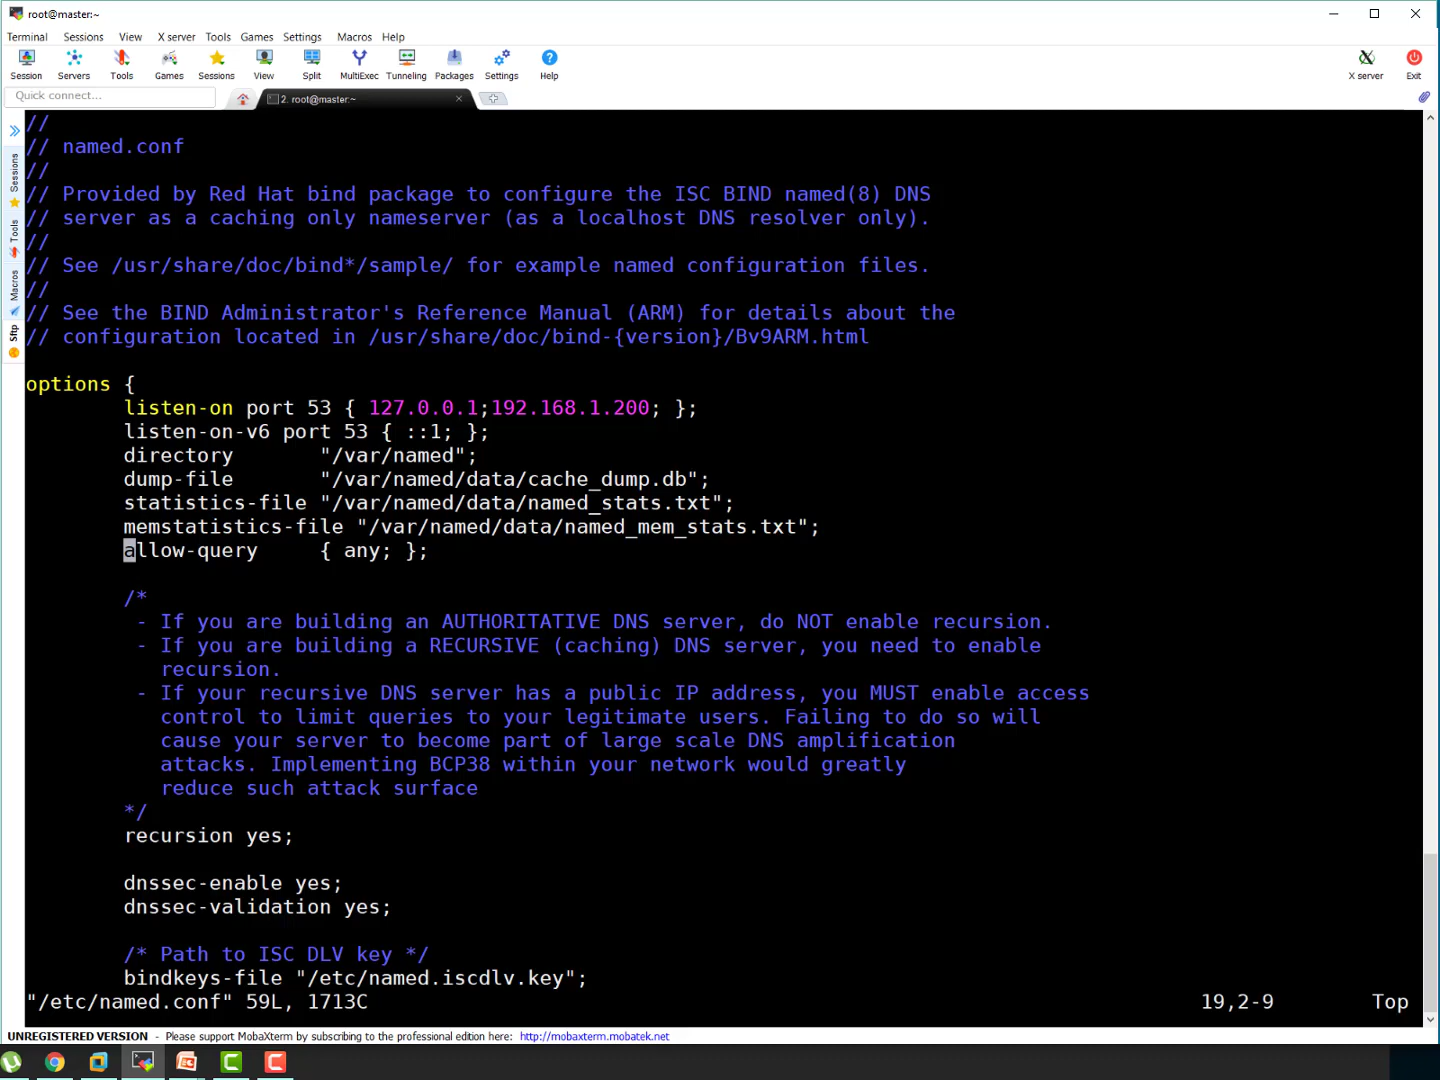 root@master:~
Terminal Sessions View X server Tools Games Settings Macros Help
Session Servers Tools Games Sessions View Split MultiExec Tunneling Packages Settings Help X server Exit
Quick connect...
2. root@master:~
Sessions
Tools
Macros
Sftp
//
// named.conf
//
// Provided by Red Hat bind package to configure the ISC BIND named(8) DNS
// server as a caching only nameserver (as a localhost DNS resolver only).
//
// See /usr/share/doc/bind*/sample/ for example named configuration files.
//
// See the BIND Administrator's Reference Manual (ARM) for details about the
// configuration located in /usr/share/doc/bind-{version}/Bv9ARM.html
options {
listen-on port 53 { 127.0.0.1;192.168.1.200; };
listen-on-v6 port 53 { ::1; };
directory "/var/named";
dump-file "/var/named/data/cache_dump.db";
statistics-file "/var/named/data/named_stats.txt";
memstatistics-file "/var/named/data/named_mem_stats.txt";
allow-query { any; };
/*
- If you are building an AUTHORITATIVE DNS server, do NOT enable recursion.
- If you are building a RECURSIVE (caching) DNS server, you need to enable
recursion.
- If your recursive DNS server has a public IP address, you MUST enable access
control to limit queries to your legitimate users. Failing to do so will
cause your server to become part of large scale DNS amplification
attacks. Implementing BCP38 within your network would greatly
reduce such attack surface
*/
recursion yes;
dnssec-enable yes;
dnssec-validation yes;
/* Path to ISC DLV key */
bindkeys-file "/etc/named.iscdlv.key";
"/etc/named.conf" 59L, 1713C 19,2-9 Top
UNREGISTERED VERSION - Please support MobaXterm by subscribing to the professional edition here: http://mobaxterm.mobatek.net